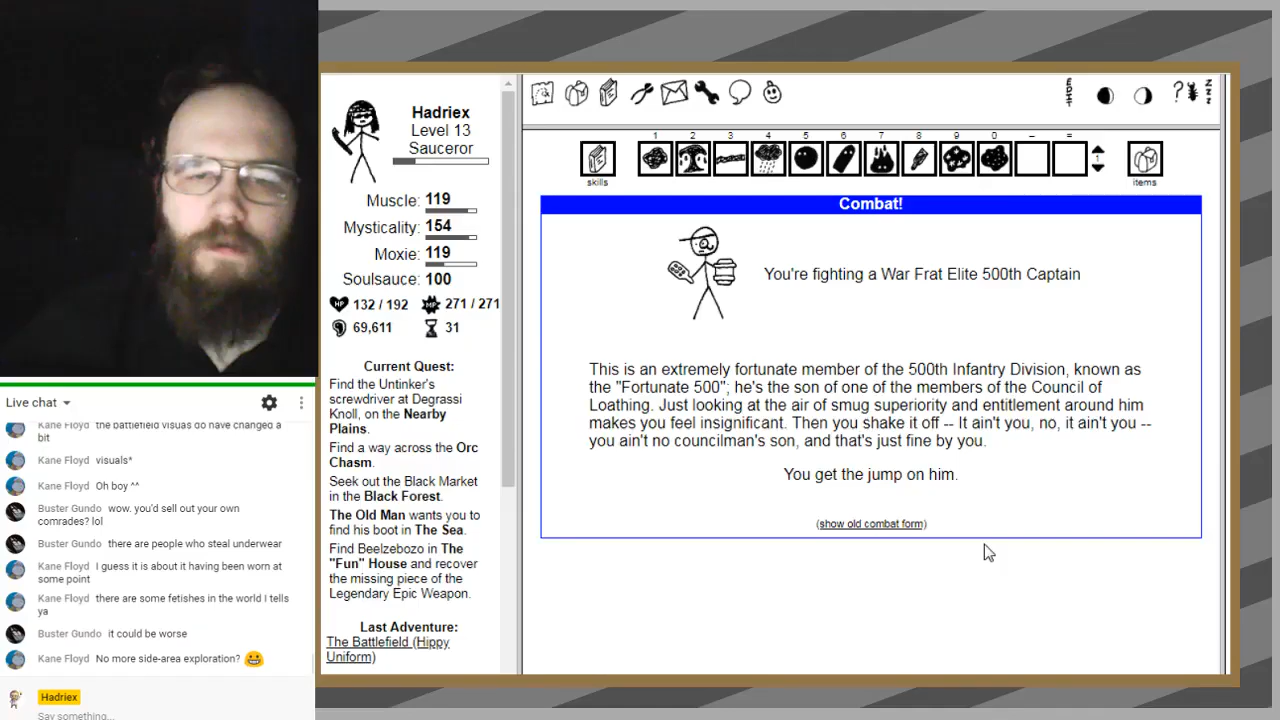 Live chat
Kane Floyd the battlefield visuas do have changed a
bit
Kane Floyd visuals*
Kane Floyd Oh boy ^^
Buster Gundo wow. you'd sell out your own
comrades? lol
Buster Gundo there are people who steal underwear
Kane Floyd I guess it is about it having been worn at
some point
Kane Floyd there are some fetishes in the world I tells
ya
Buster Gundo it could be worse
Kane Floyd No more side-area exploration?
Hadriex
Say something...
Hadriex
Level 13
Sauceror
Muscle: 119
Mysticality: 154
Moxie: 119
Soulsauce: 100
HP 132 / 192 MP 271 / 271
69,611 31
Current Quest:
Find the Untinker's
screwdriver at Degrassi
Knoll, on the Nearby
Plains.
Find a way across the Orc
Chasm.
Seek out the Black Market
in the Black Forest.
The Old Man wants you to
find his boot in The Sea.
Find Beelzebozo in The
"Fun" House and recover
the missing piece of the
Legendary Epic Weapon.
Last Adventure:
The Battlefield (Hippy
Uniform)
? Z Z Z
1 2 3 4 5 6 7 8 9 0 - =
1
skills items
Combat!
You're fighting a War Frat Elite 500th Captain
This is an extremely fortunate member of the 500th Infantry Division, known as
the "Fortunate 500"; he's the son of one of the members of the Council of
Loathing. Just looking at the air of smug superiority and entitlement around him
makes you feel insignificant. Then you shake it off -- It ain't you, no, it ain't you --
you ain't no councilman's son, and that's just fine by you.
You get the jump on him.
(show old combat form)